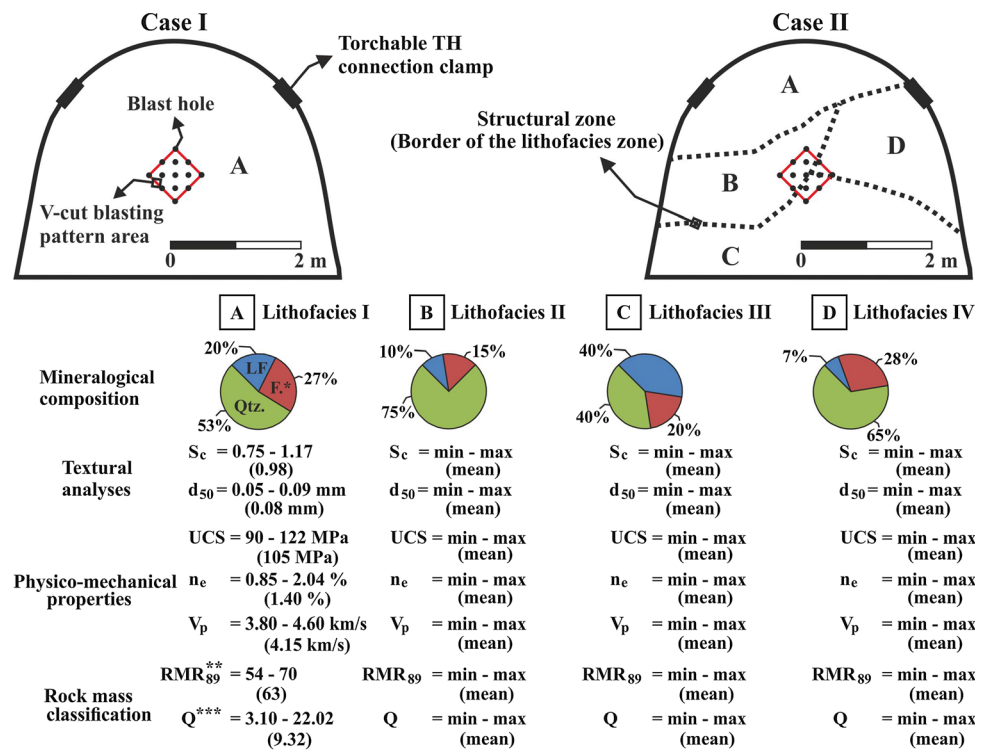 Case I
Case II
Torchable TH
connection clamp
Blast hole
A
V-cut blasting
pattern area
0
2 m
Structural zone
(Border of the lithofacies zone)
A
B
C
D
0
2 m
A Lithofacies I
B Lithofacies II
C Lithofacies III
D Lithofacies IV
Mineralogical
composition
20%
LF
F.*
27%
Qtz.
53%
10%
15%
75%
40%
40%
20%
7%
28%
65%
Textural
analyses
Sc = 0.75 - 1.17
(0.98)
d50 = 0.05 - 0.09 mm
(0.08 mm)
Sc = min - max
(mean)
d50 = min - max
(mean)
Sc = min - max
(mean)
d50 = min - max
(mean)
Sc = min - max
(mean)
d50 = min - max
(mean)
Physico-mechanical
properties
UCS = 90 - 122 MPa
(105 MPa)
ne = 0.85 - 2.04 %
(1.40 %)
Vp = 3.80 - 4.60 km/s
(4.15 km/s)
UCS = min - max
(mean)
ne = min - max
(mean)
Vp = min - max
(mean)
UCS = min - max
(mean)
ne = min - max
(mean)
Vp = min - max
(mean)
UCS = min - max
(mean)
ne = min - max
(mean)
Vp = min - max
(mean)
Rock mass
classification
RMR89** = 54 - 70
(63)
Q*** = 3.10 - 22.02
(9.32)
RMR89 = min - max
(mean)
Q = min - max
(mean)
RMR89 = min - max
(mean)
Q = min - max
(mean)
RMR89 = min - max
(mean)
Q = min - max
(mean)